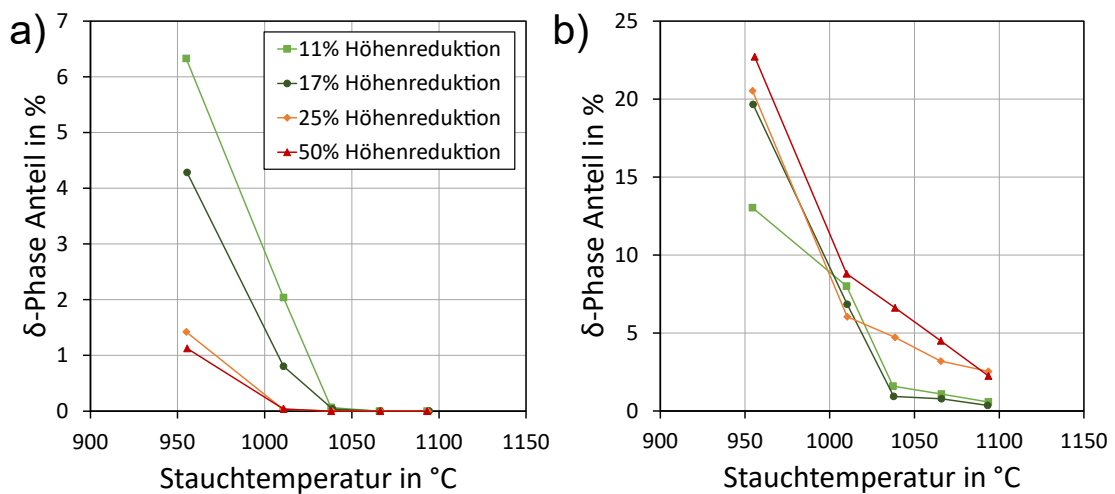 a)
δ-Phase Anteil in %
7
6
5
4
3
2
1
0
11% Höhenreduktion
17% Höhenreduktion
25% Höhenreduktion
50% Höhenreduktion
900 950 1000 1050 1100 1150
Stauchtemperatur in °C
b)
δ-Phase Anteil in %
25
20
15
10
5
0
900 950 1000 1050 1100 1150
Stauchtemperatur in °C